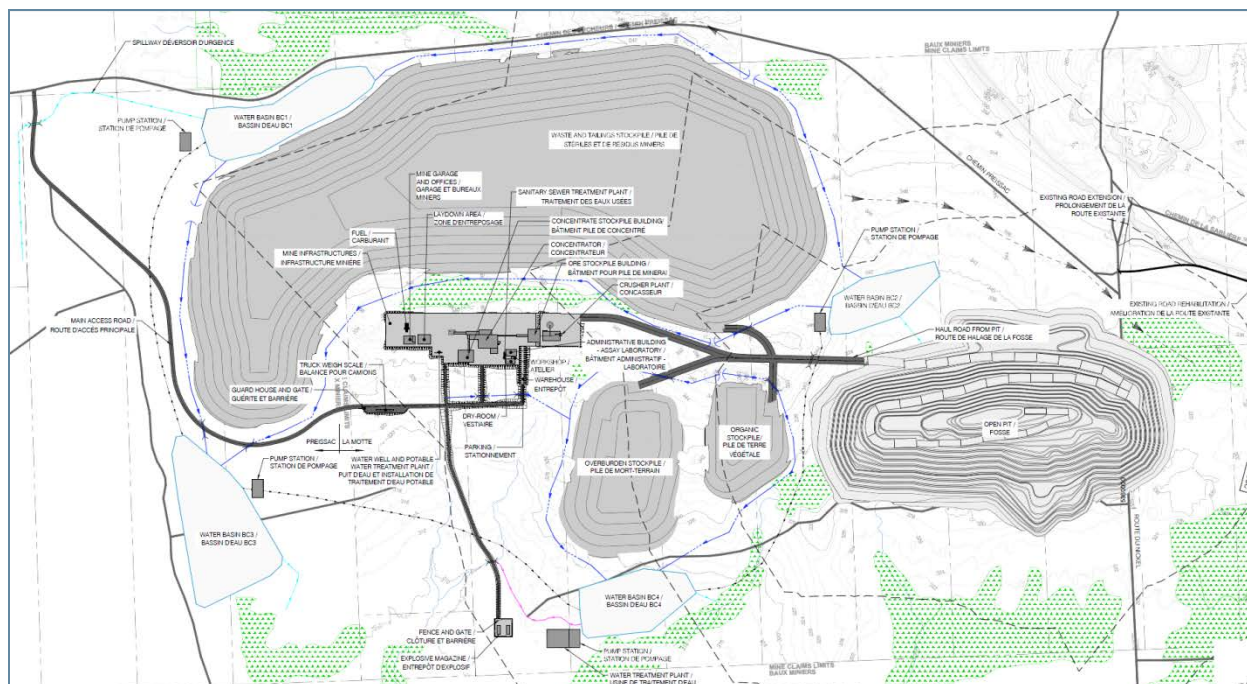 CHEMIN PREISSAC
SPILLWAY DÉVERSOIR D'URGENCE
BAUX MINIERS
MINE CLAIMS LIMITS
PUMP STATION /
STATION DE POMPAGE
WATER BASIN BC1 /
BASSIN D'EAU BC1
WASTE AND TAILINGS STOCKPILE / PILE DE
STÉRILES ET DE RÉSIDUS MINIERS
MINE GARAGE
AND OFFICES /
GARAGE ET BUREAUX
MINIERS
SANITARY SEWER TREATMENT PLANT /
TRAITEMENT DES EAUX USÉES
CHEMIN PREISSAC
EXISTING ROAD EXTENSION /
PROLONGEMENT DE LA
ROUTE EXISTANTE
LAYDOWN AREA /
ZONE D'ENTREPOSAGE
CONCENTRATE STOCKPILE BUILDING/
BÂTIMENT PILE DE CONCENTRÉ
FUEL /
CARBURANT
CONCENTRATOR /
CONCENTRATEUR
PUMP STATION /
STATION DE POMPAGE
MINE INFRASTRUCTURES /
INFRASTRUCTURE MINIÈRE
ORE STOCKPILE BUILDING /
BÂTIMENT POUR PILE DE MINERAI
CRUSHER PLANT /
CONCASSEUR
WATER BASIN BC2 /
BASSIN D'EAU BC2
EXISTING ROAD REHABILITATION /
AMÉLIORATION DE LA ROUTE EXISTANTE
MAIN ACCESS ROAD /
ROUTE D'ACCÈS PRINCIPALE
HAUL ROAD FROM PIT /
ROUTE DE HALAGE DE LA FOSSE
ADMINISTRATIVE BUILDING
- ASSAY LABORATORY /
BÂTIMENT ADMINISTRATIF -
LABORATOIRE
TRUCK WEIGH SCALE /
BALANCE POUR CAMIONS
WORKSHOP /
ATELIER
WAREHOUSE
ENTREPÔT
GUARD HOUSE AND GATE /
GUÉRITE ET BARRIÈRE
DRY-ROOM /
VESTIAIRE
PREISSAC
LA MOTTE
PARKING /
STATIONNEMENT
ORGANIC
STOCKPILE/
PILE DE TERRE
VÉGÉTALE
OPEN PIT /
FOSSE
PUMP STATION /
STATION DE POMPAGE
WATER WELL AND POTABLE
WATER TREATMENT PLANT /
PUIT D'EAU ET INSTALLATION DE
TRAITEMENT D'EAU POTABLE
OVERBURDEN STOCKPILE /
PILE DE MORT-TERRAIN
ROUTE DU NICKEL
WATER BASIN BC3 /
BASSIN D'EAU BC3
WATER BASIN BC4 /
BASSIN D'EAU BC4
FENCE AND GATE /
CLÔTURE ET BARRIÈRE
EXPLOSIVE MAGAZINE /
ENTREPÔT D'EXPLOSIF
PUMP STATION /
STATION DE POMPAGE
WATER TREATMENT PLANT /
USINE DE TRAITEMENT D'EAU
MINE CLAIMS LIMITS
BAUX MINIERS